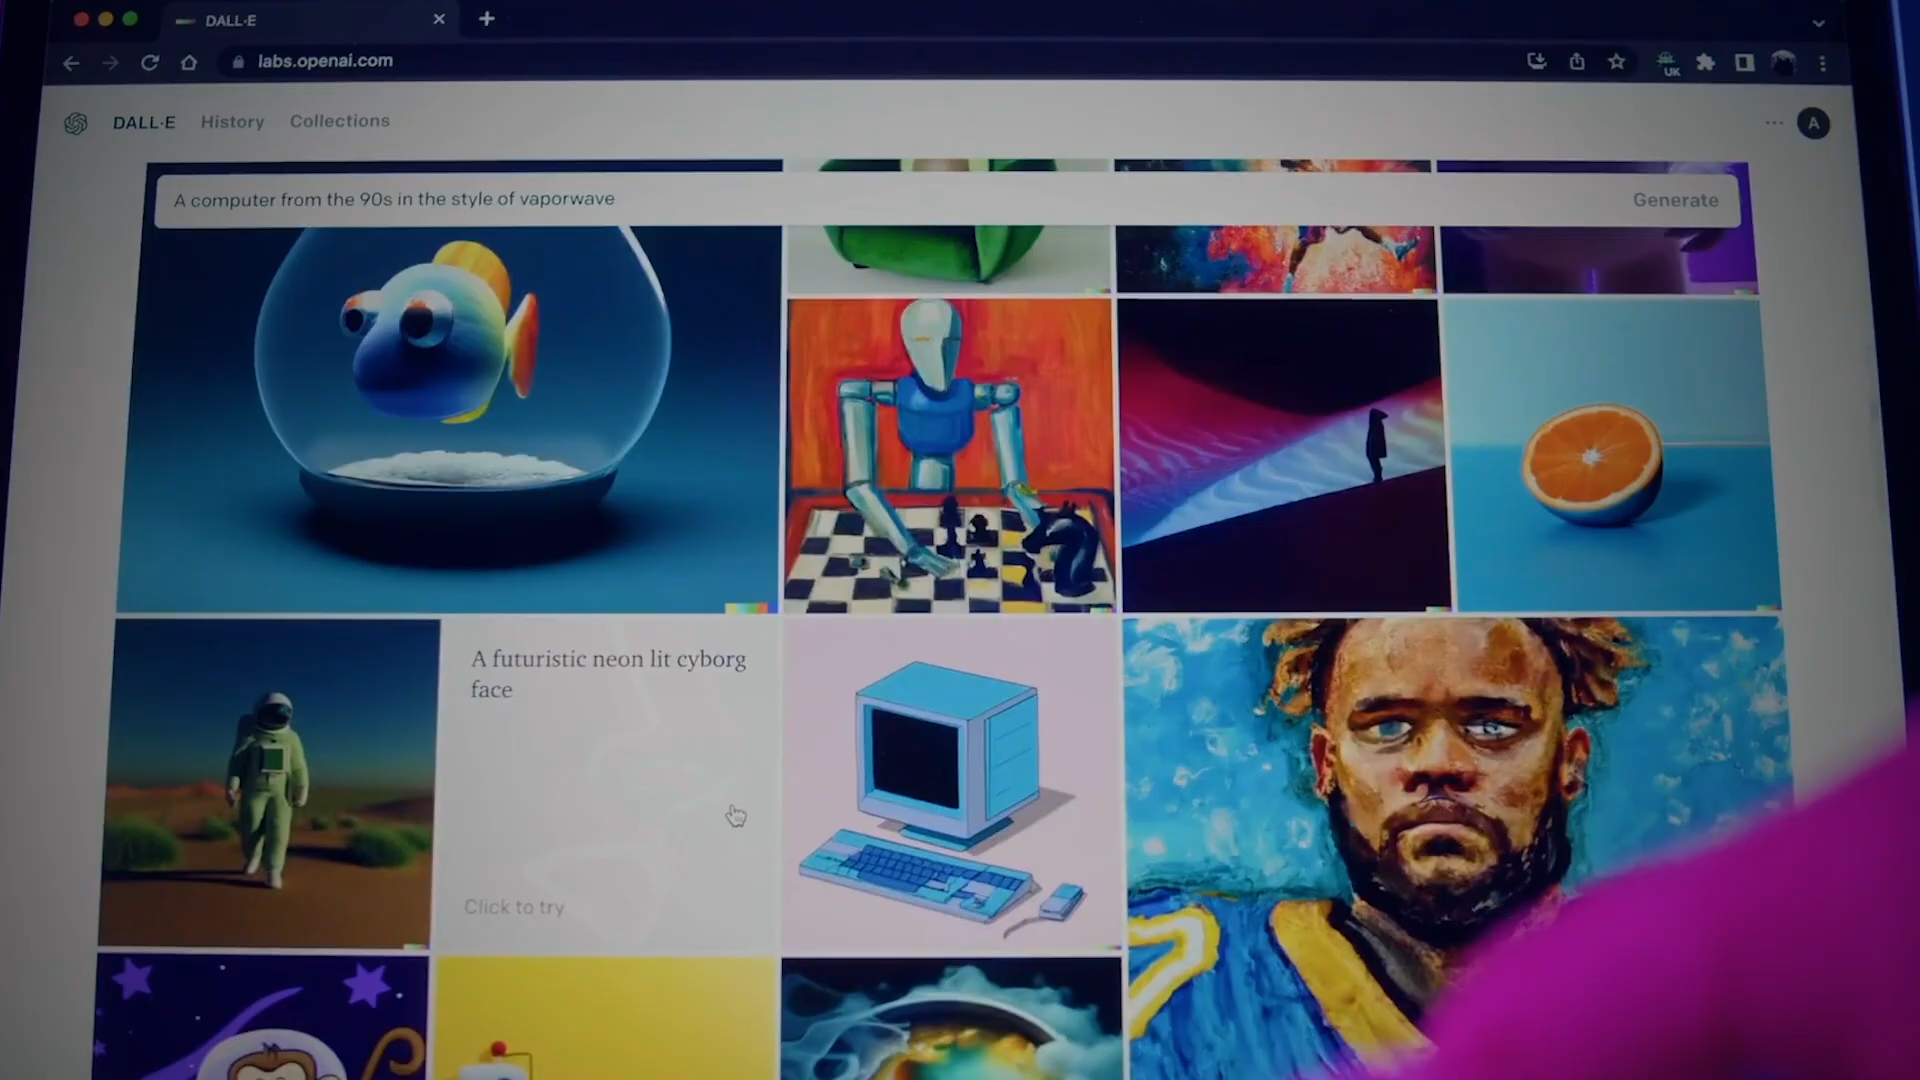 DALL·E
labs.openai.com
UK
DALL·E History Collections
A
A computer from the 90s in the style of vaporwave
Generate
A futuristic neon lit cyborg
face
Click to try